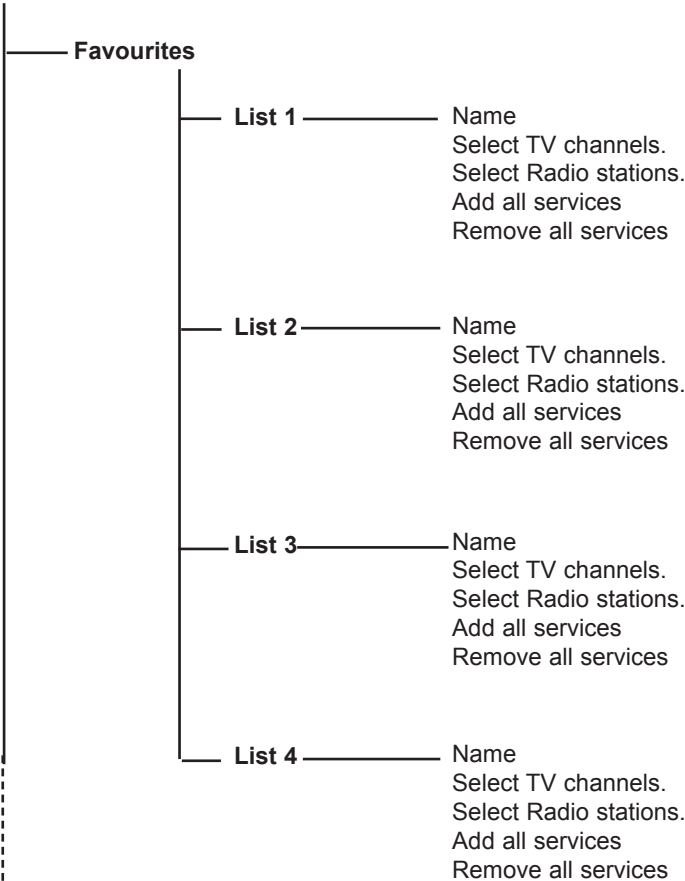 Favourites
List 1 Name
Select TV channels.
Select Radio stations.
Add all services
Remove all services
List 2 Name
Select TV channels.
Select Radio stations.
Add all services
Remove all services
List 3 Name
Select TV channels.
Select Radio stations.
Add all services
Remove all services
List 4 Name
Select TV channels.
Select Radio stations.
Add all services
Remove all services